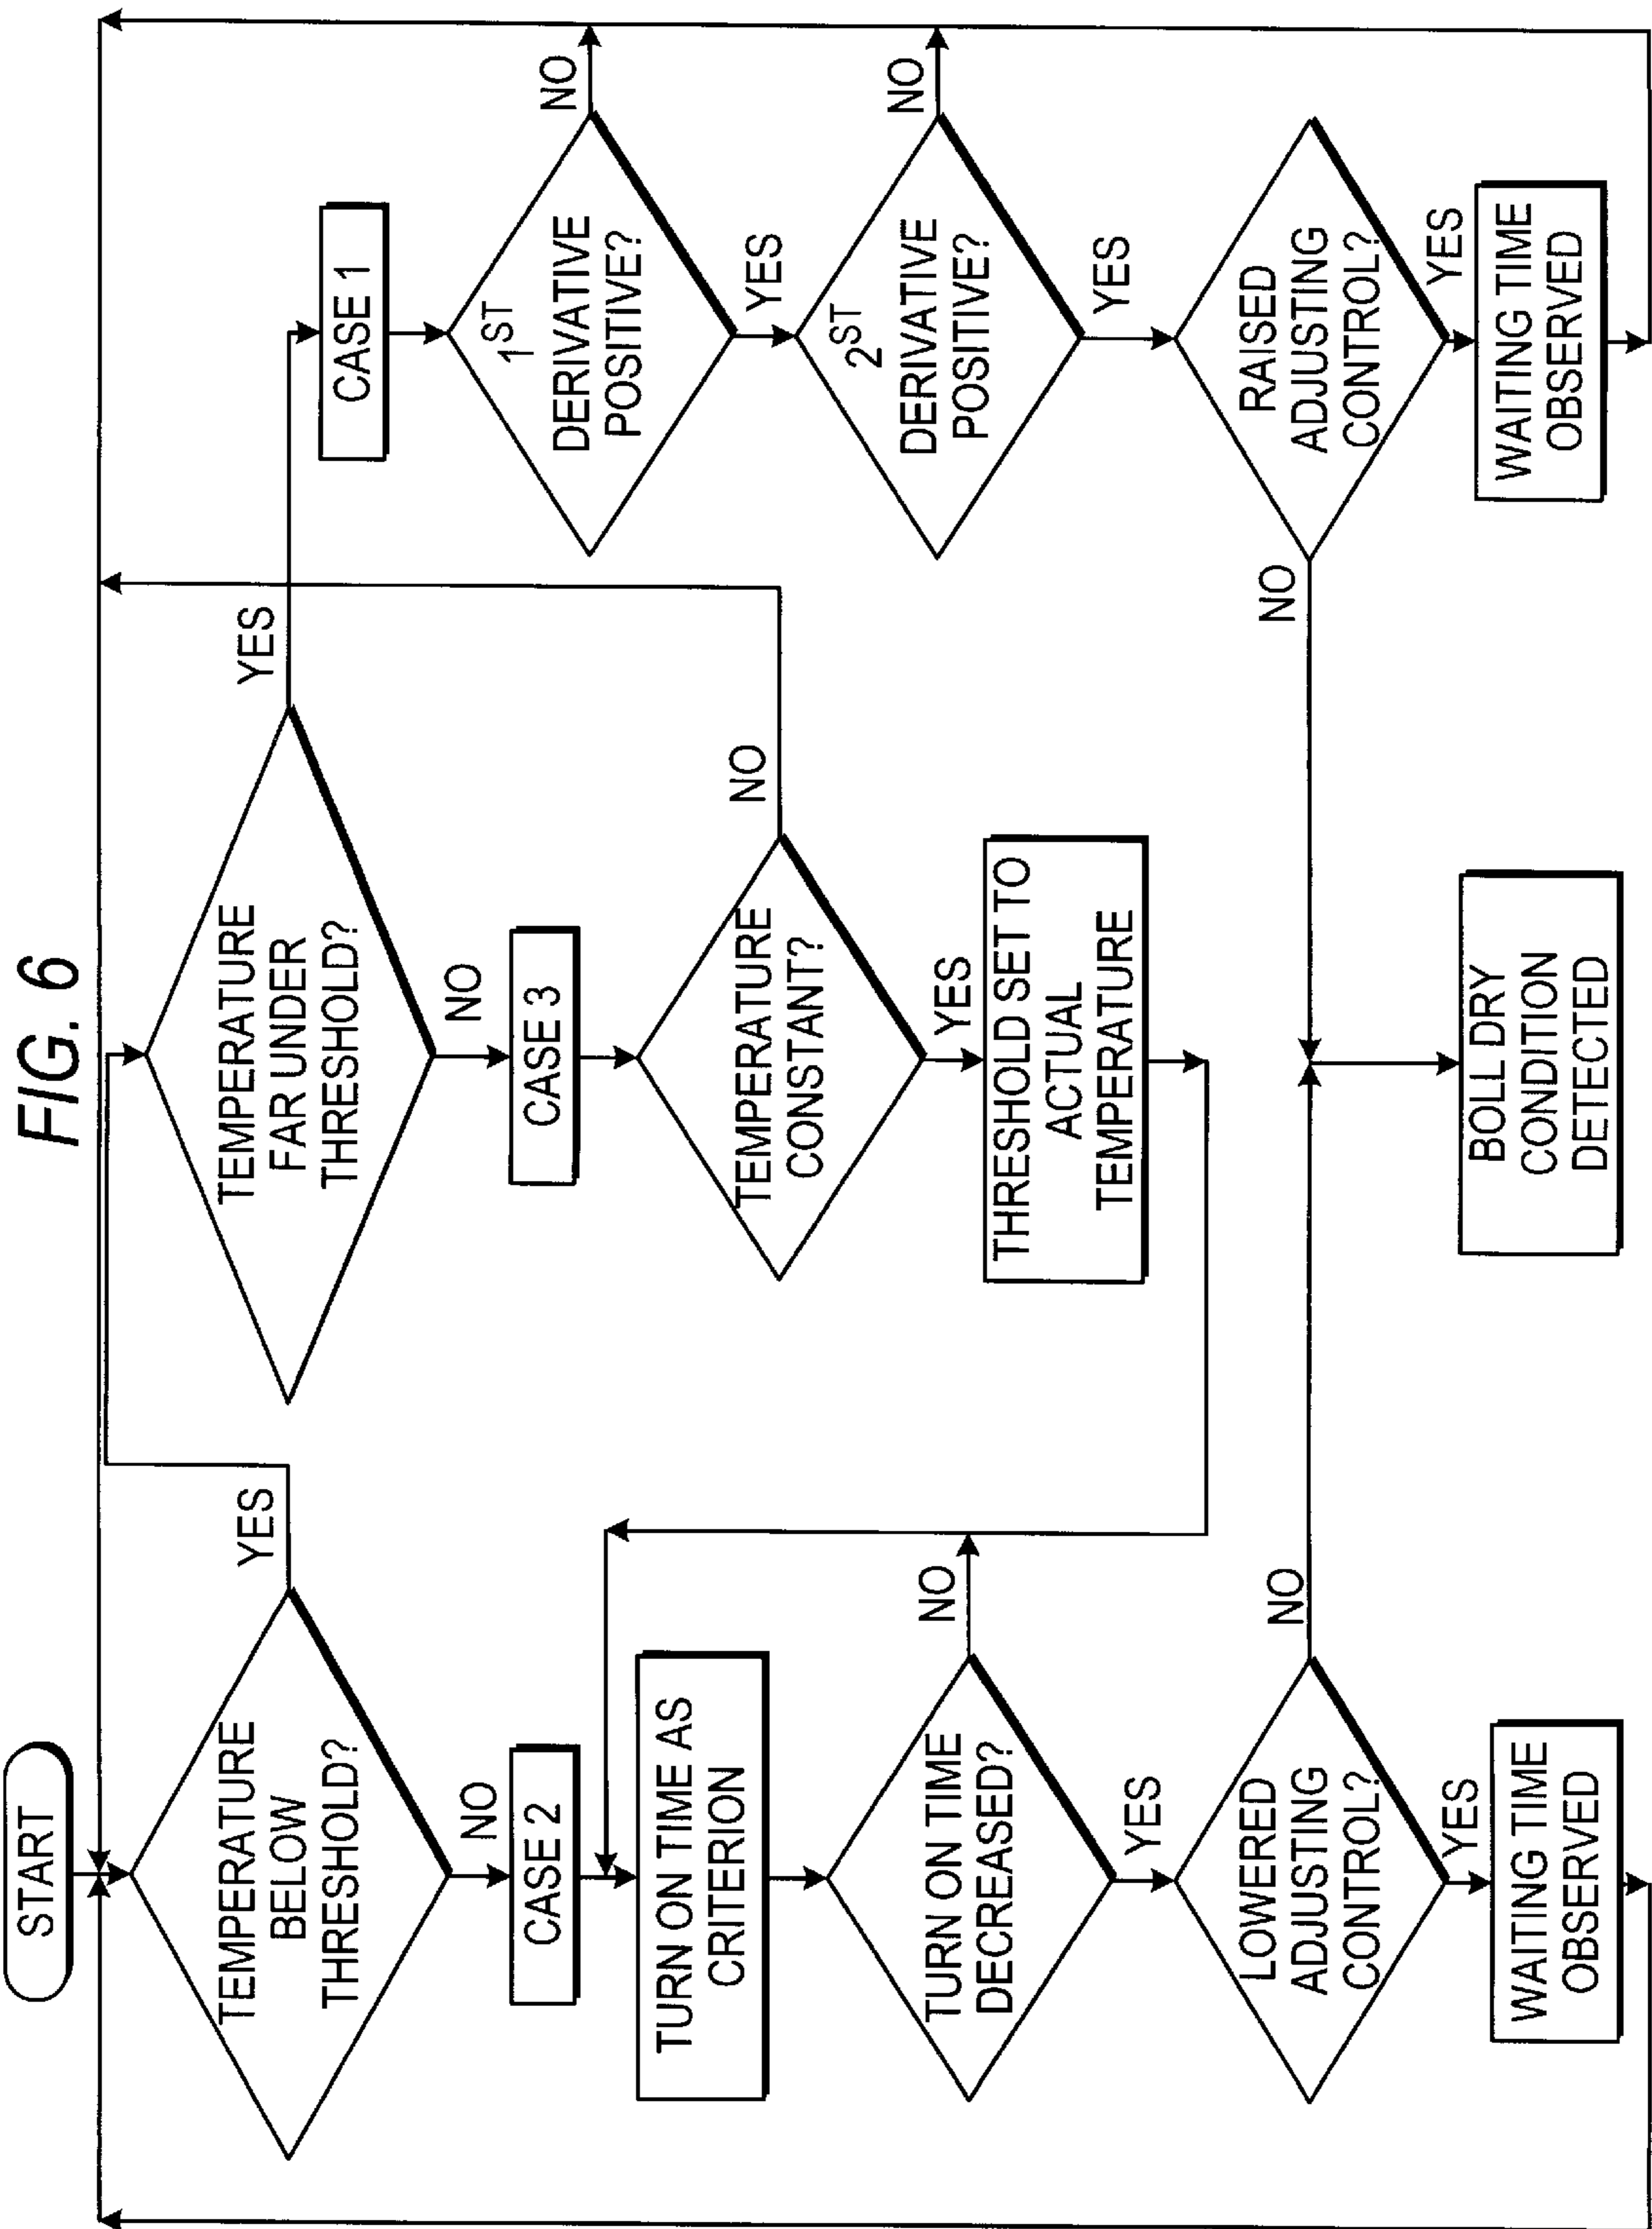 FIG. 6
START
TEMPERATURE
BELOW
THRESHOLD?
YES
NO
CASE 2
TURN ON TIME AS
CRITERION
TURN ON TIME
DECREASED?
NO
YES
LOWERED
ADJUSTING
CONTROL?
NO
YES
WAITING TIME
OBSERVED
TEMPERATURE
FAR UNDER
THRESHOLD?
YES
NO
CASE 3
TEMPERATURE
CONSTANT?
NO
YES
THRESHOLD SET TO
ACTUAL
TEMPERATURE
BOLL DRY
CONDITION
DETECTED
CASE 1
1ST
DERIVATIVE
POSITIVE?
NO
YES
2ST
DERIVATIVE
POSITIVE?
NO
YES
RAISED
ADJUSTING
CONTROL?
NO
YES
WAITING TIME
OBSERVED